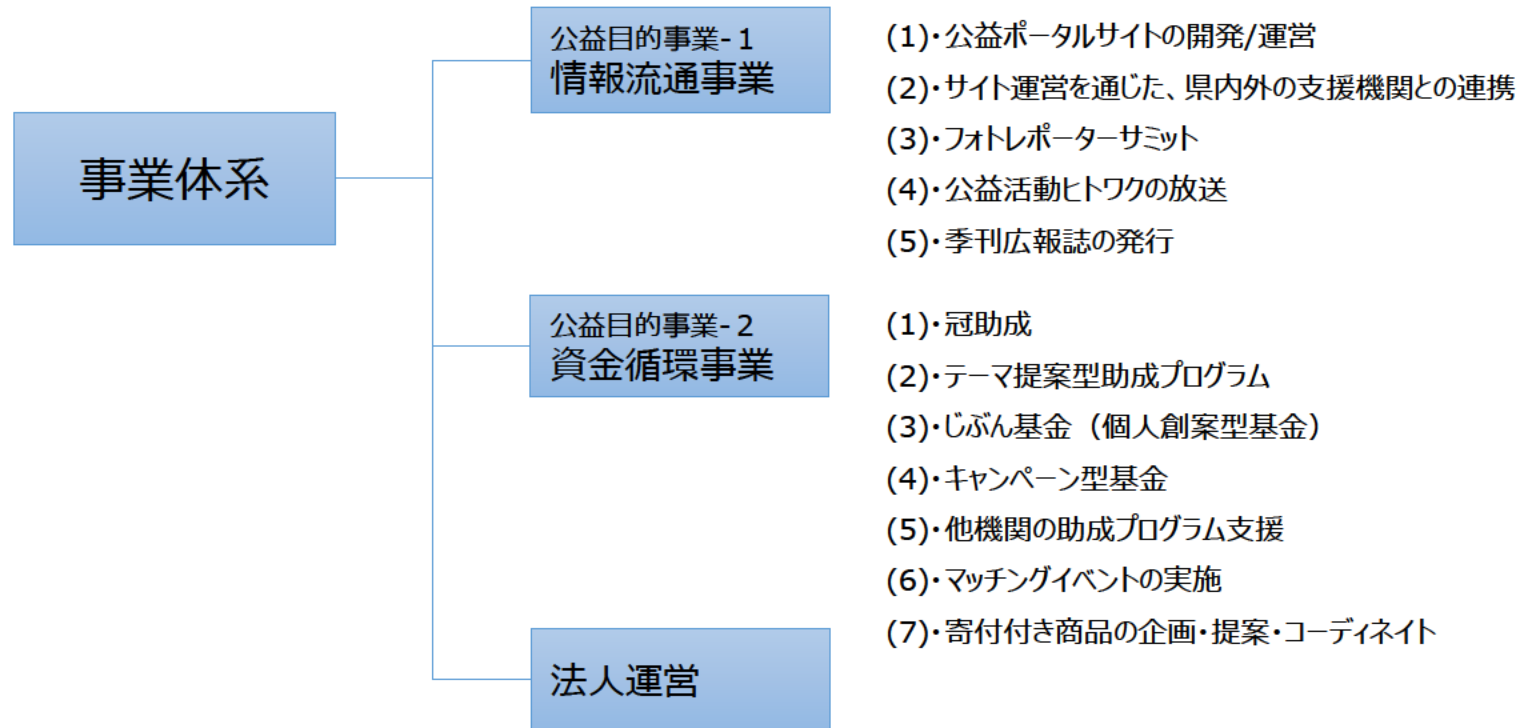 事業体系
公益目的事業-1
情報流通事業
(1)・公益ポータルサイトの開発/運営
(2)・サイト運営を通じた、県内外の支援機関との連携
(3)・フォトレポーターサミット
(4)・公益活動ヒトワクの放送
(5)・季刊広報誌の発行
公益目的事業-2
資金循環事業
(1)・冠助成
(2)・テーマ提案型助成プログラム
(3)・じぶん基金（個人創案型基金）
(4)・キャンペーン型基金
(5)・他機関の助成プログラム支援
(6)・マッチングイベントの実施
(7)・寄付付き商品の企画・提案・コーディネイト
法人運営